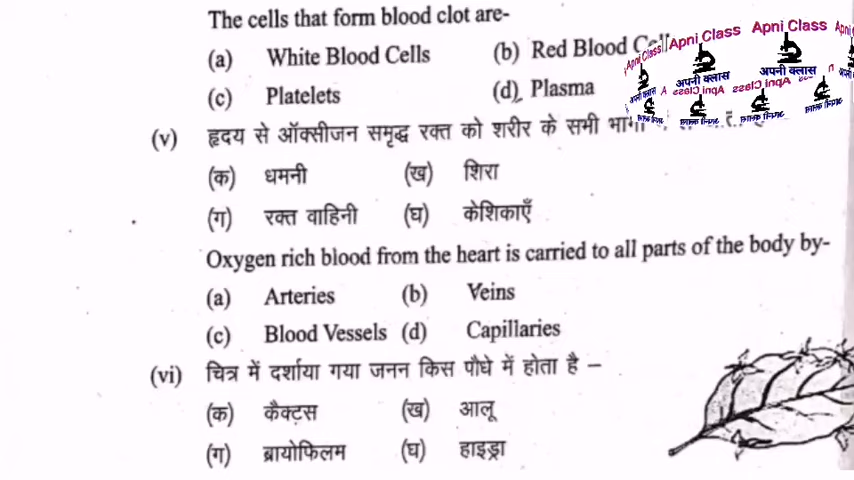 The cells that form blood clot are-
(a) White Blood Cells (b) Red Blood
(c) Platelets (d) Plasma
Apni Class Apni Class Apni Class
अपनी क्लास अपनी क्लास
(v) हृदय से ऑक्सीजन समृद्ध रक्त को शरीर के सभी
(क) धमनी (ख) शिरा
(ग) रक्त वाहिनी (घ) केशिकाएँ
Oxygen rich blood from the heart is carried to all parts of the body by-
(a) Arteries (b) Veins
(c) Blood Vessels (d) Capillaries
(vi) चित्र में दर्शाया गया जनन किस पौधे में होता है –
(क) कैक्टस (ख) आलू
(ग) ब्रायोफिलम (घ) हाइड्रा